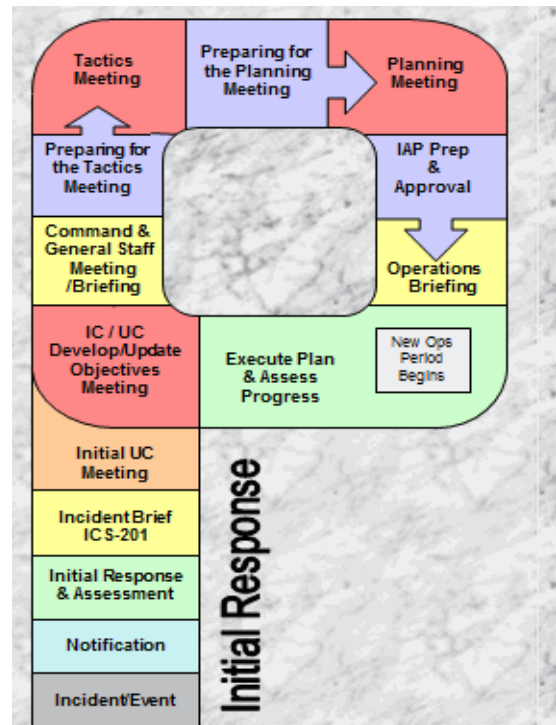 Tactics
Meeting
Preparing for
the Planning
Meeting
Planning
Meeting
Preparing for
the Tactics
Meeting
IAP Prep
&
Approval
Command &
General Staff
Meeting
/Briefing
Operations
Briefing
IC / UC
Develop/Update
Objectives
Meeting
Execute Plan
& Assess
Progress
New Ops
Period
Begins
Initial UC
Meeting
Incident Brief
ICS-201
Initial Response
& Assessment
Notification
Incident/Event
Initial Response